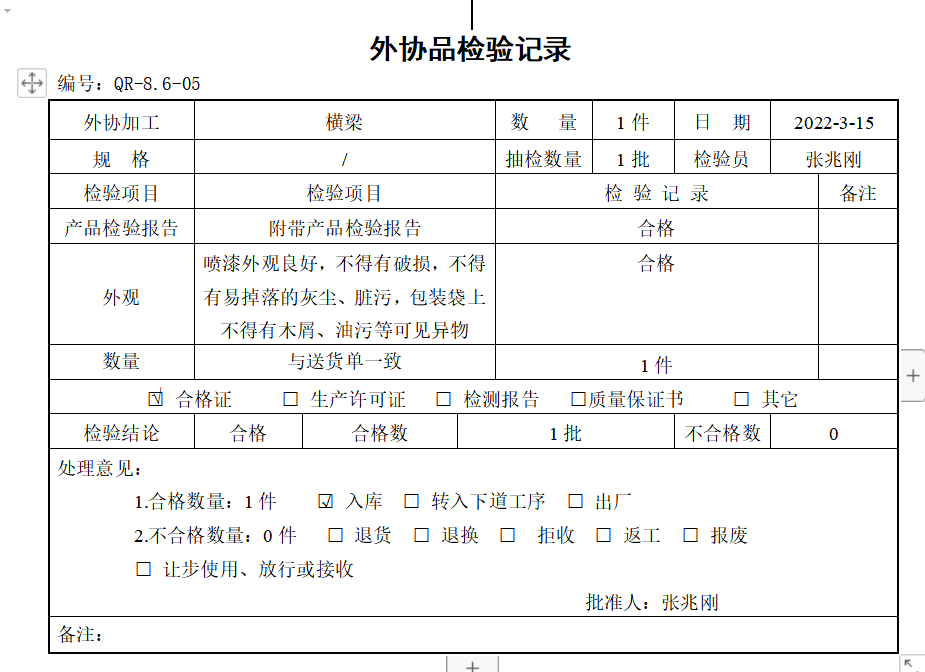 外协品检验记录
编号：QR-8.6-05
外协加工 横梁 数 量 1 件 日 期 2022-3-15
规 格 / 抽检数量 1 批 检验员 张兆刚
检验项目 检验项目 检 验 记 录 备注
产品检验报告 附带产品检验报告 合格
外观 喷漆外观良好，不得有破损，不得 合格
有易掉落的灰尘、脏污，包装袋上
不得有木屑、油污等可见异物
数量 与送货单一致 1 件
☑ 合格证 □ 生产许可证 □ 检测报告 □质量保证书 □ 其它
检验结论 合格 合格数 1 批 不合格数 0
处理意见：
1.合格数量：1 件 ☑ 入库 □ 转入下道工序 □ 出厂
2.不合格数量：0 件 □ 退货 □ 退换 □ 拒收 □ 返工 □ 报废
□ 让步使用、放行或接收
批准人：张兆刚
备注：